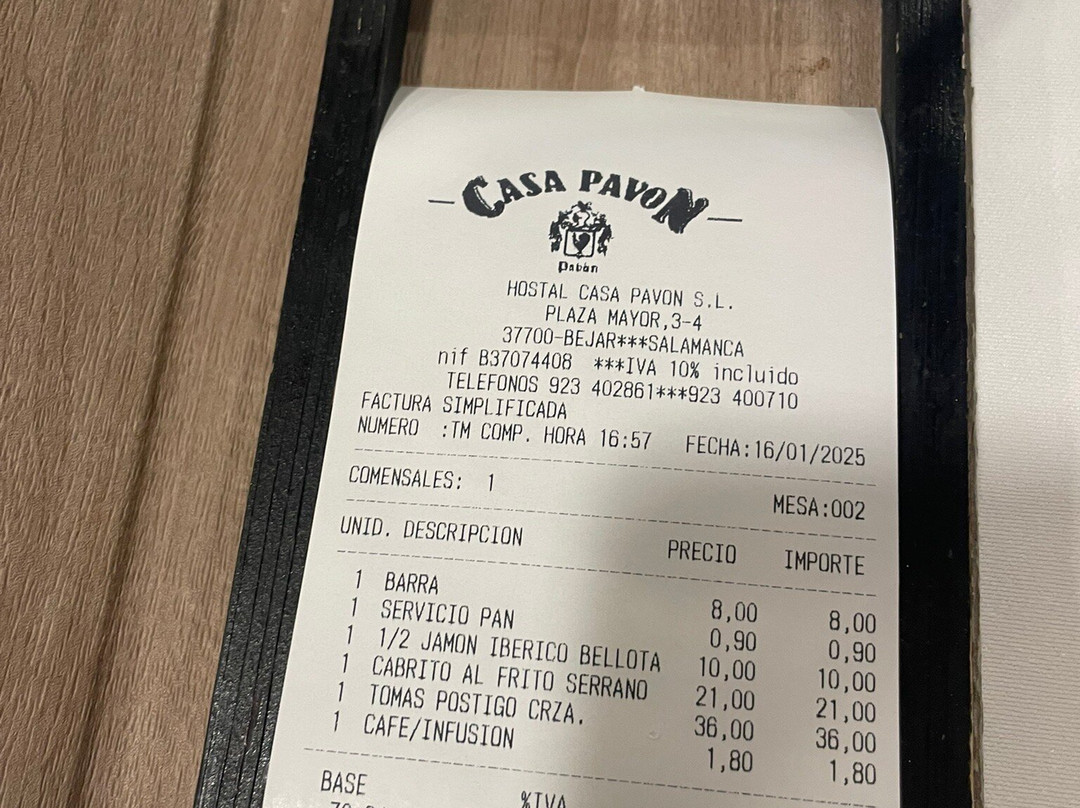 CASA PAVON
Pavón
HOSTAL CASA PAVON S.L.
PLAZA MAYOR,3-4
37700-BEJAR***SALAMANCA
nif B37074408 ***IVA 10% incluido
TELEFONOS 923 402861***923 400710
FACTURA SIMPLIFICADA
NUMERO :TM COMP. HORA 16:57 FECHA:16/01/2025
COMENSALES: 1 MESA:002
UNID. DESCRIPCION PRECIO IMPORTE
1 BARRA 8,00 8,00
1 SERVICIO PAN 0,90 0,90
1 1/2 JAMON IBERICO BELLOTA 10,00 10,00
1 CABRITO AL FRITO SERRANO 21,00 21,00
1 TOMAS POSTIGO CRZA. 36,00 36,00
1 CAFE/INFUSION 1,80 1,80
BASE %IVA